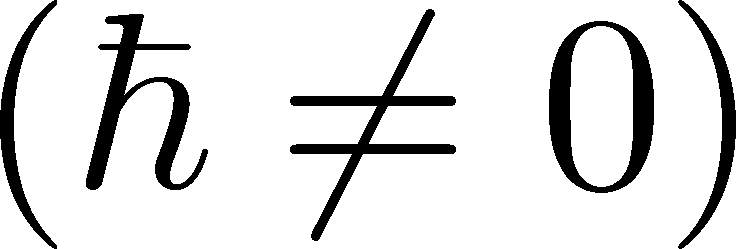 (ℏ ≠ 0)